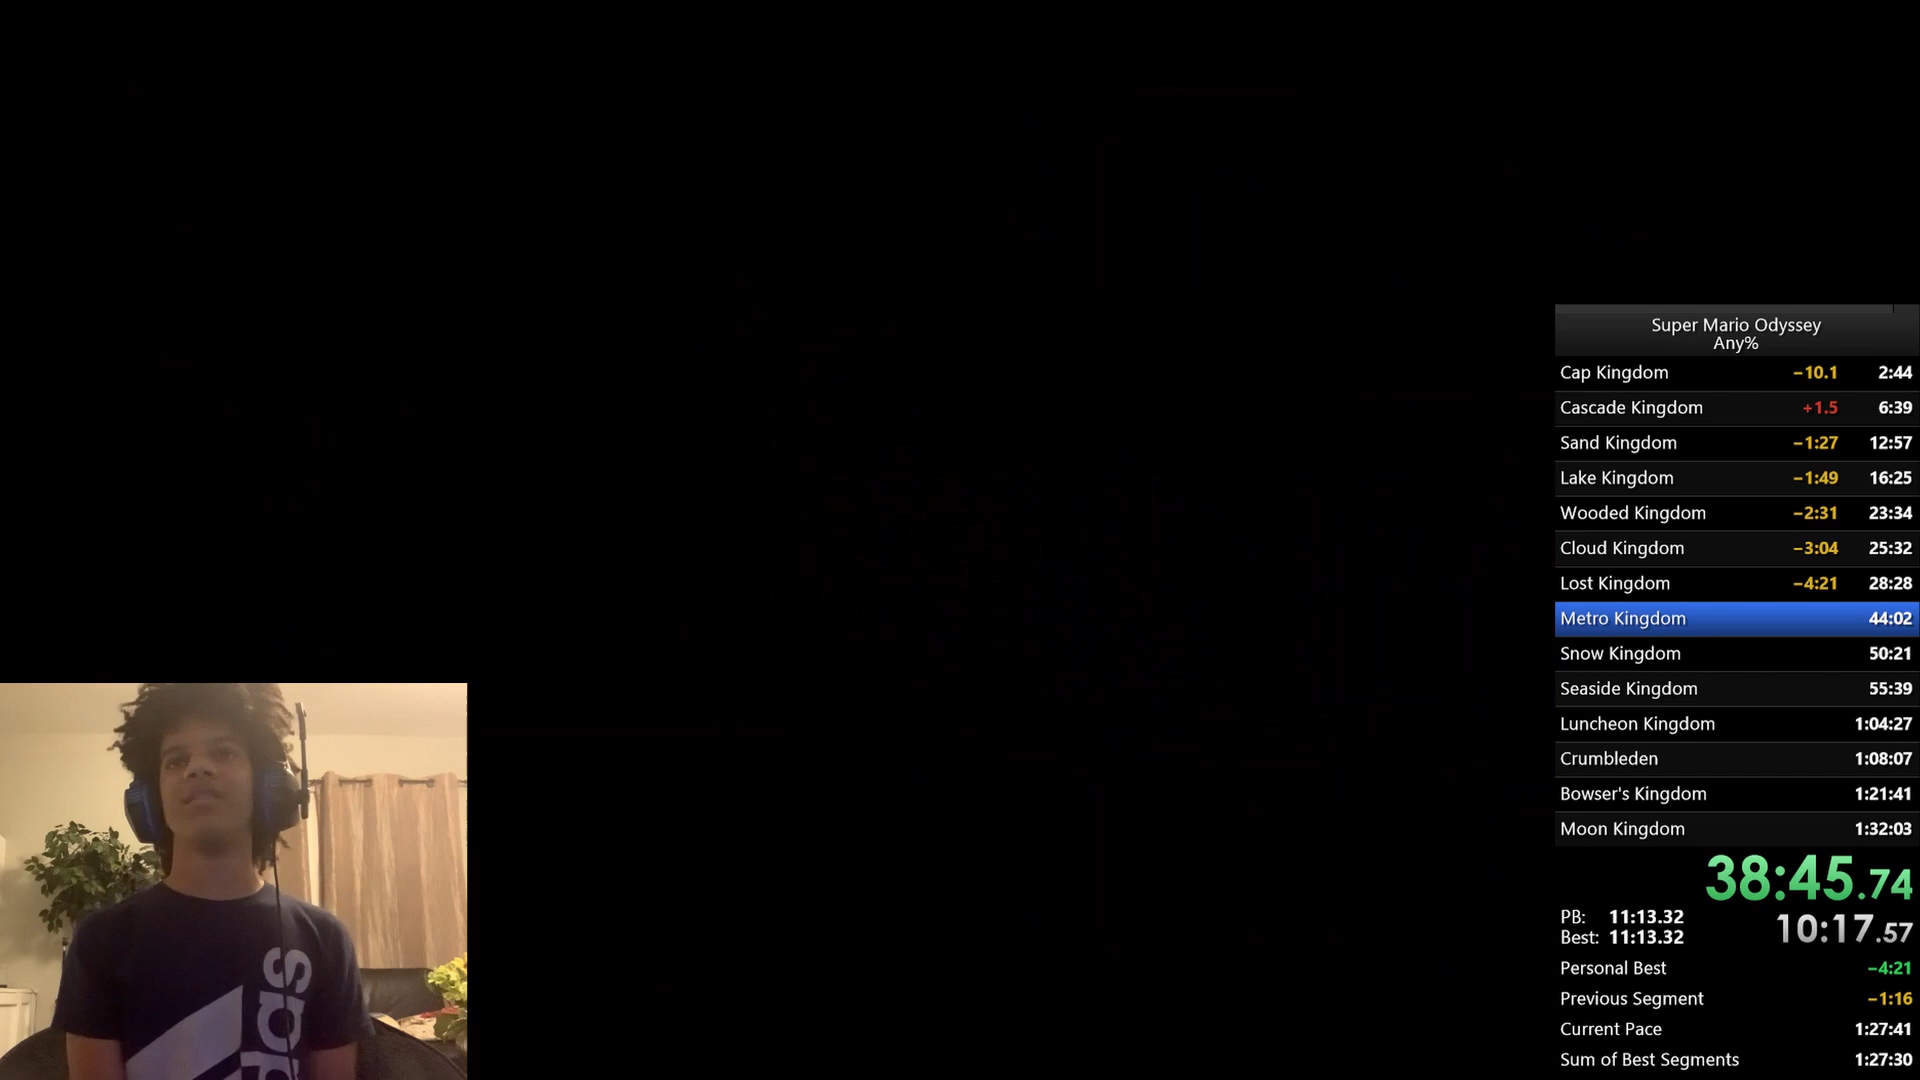 Super Mario Odyssey
Any%
Cap Kingdom −10.1 2:44
Cascade Kingdom +1.5 6:39
Sand Kingdom −1:27 12:57
Lake Kingdom −1:49 16:25
Wooded Kingdom −2:31 23:34
Cloud Kingdom −3:04 25:32
Lost Kingdom −4:21 28:28
Metro Kingdom 44:02
Snow Kingdom 50:21
Seaside Kingdom 55:39
Luncheon Kingdom 1:04:27
Crumbleden 1:08:07
Bowser's Kingdom 1:21:41
Moon Kingdom 1:32:03
38:45.74
PB: 11:13.32
Best: 11:13.32
10:17.57
Personal Best −4:21
Previous Segment −1:16
Current Pace 1:27:41
Sum of Best Segments 1:27:30
adidas